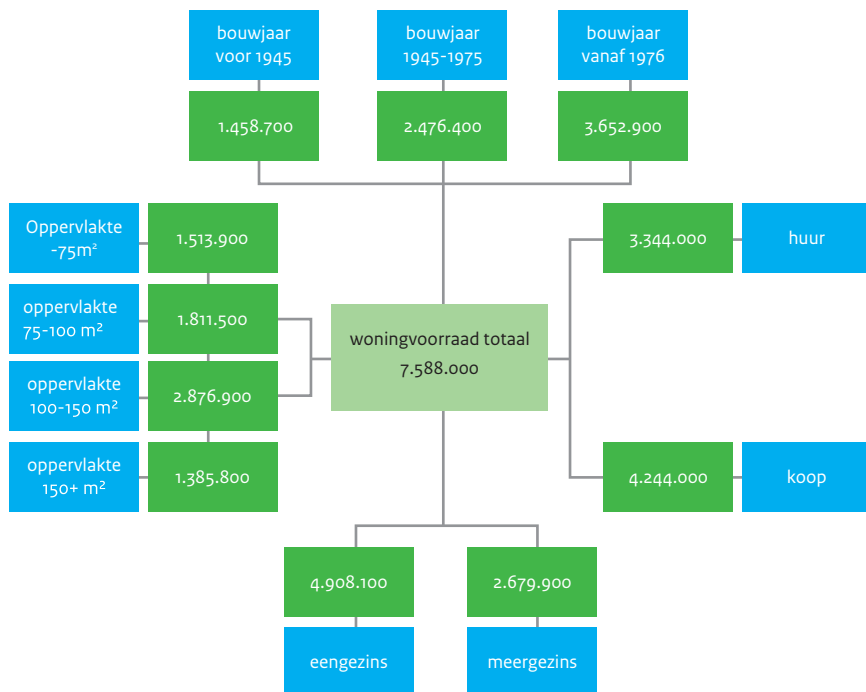 bouwjaar
voor 1945
bouwjaar
1945-1975
bouwjaar
vanaf 1976
1.458.700
2.476.400
3.652.900
Oppervlakte
-75m²
1.513.900
3.344.000
huur
oppervlakte
75-100 m²
1.811.500
woningvoorraad totaal
7.588.000
oppervlakte
100-150 m²
2.876.900
oppervlakte
150+ m²
1.385.800
4.244.000
koop
4.908.100
2.679.900
eengezins
meergezins